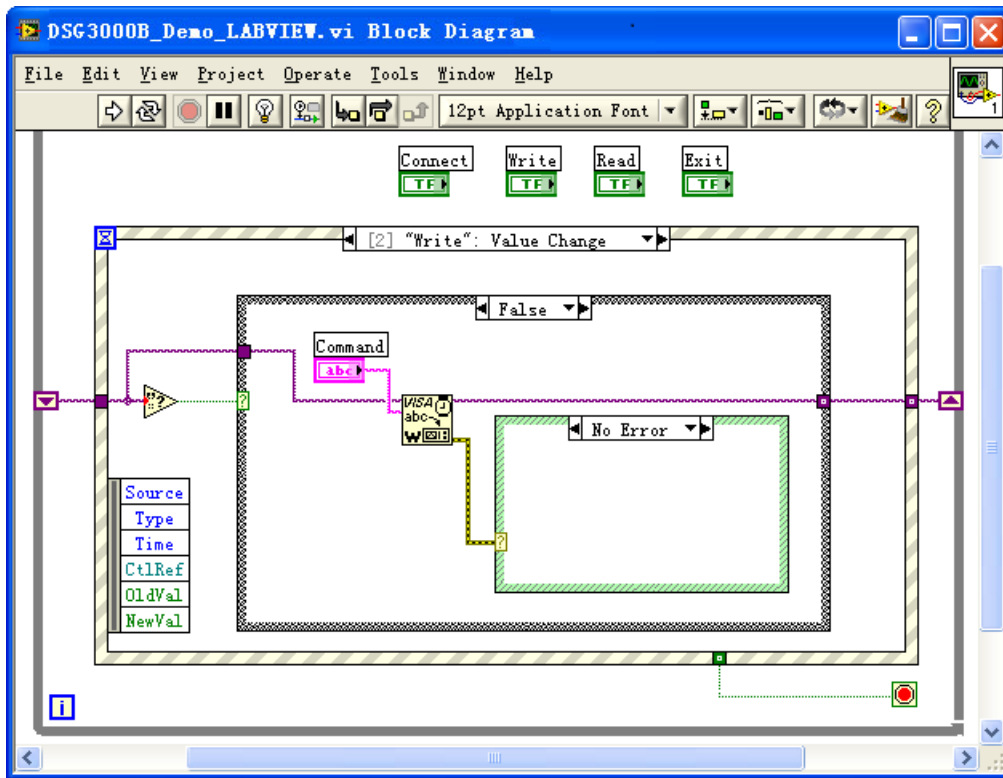 DSG3000B_Demo_LABVIEW.vi Block Diagram
File Edit View Project Operate Tools Window Help
12pt Application Font
1
Connect Write Read Exit
TF TF TF TF
[2] "Write": Value Change
False
Command
abc
?
?
VISA
abc
W
No Error
?
Source
Type
Time
CtlRef
OldVal
NewVal
i